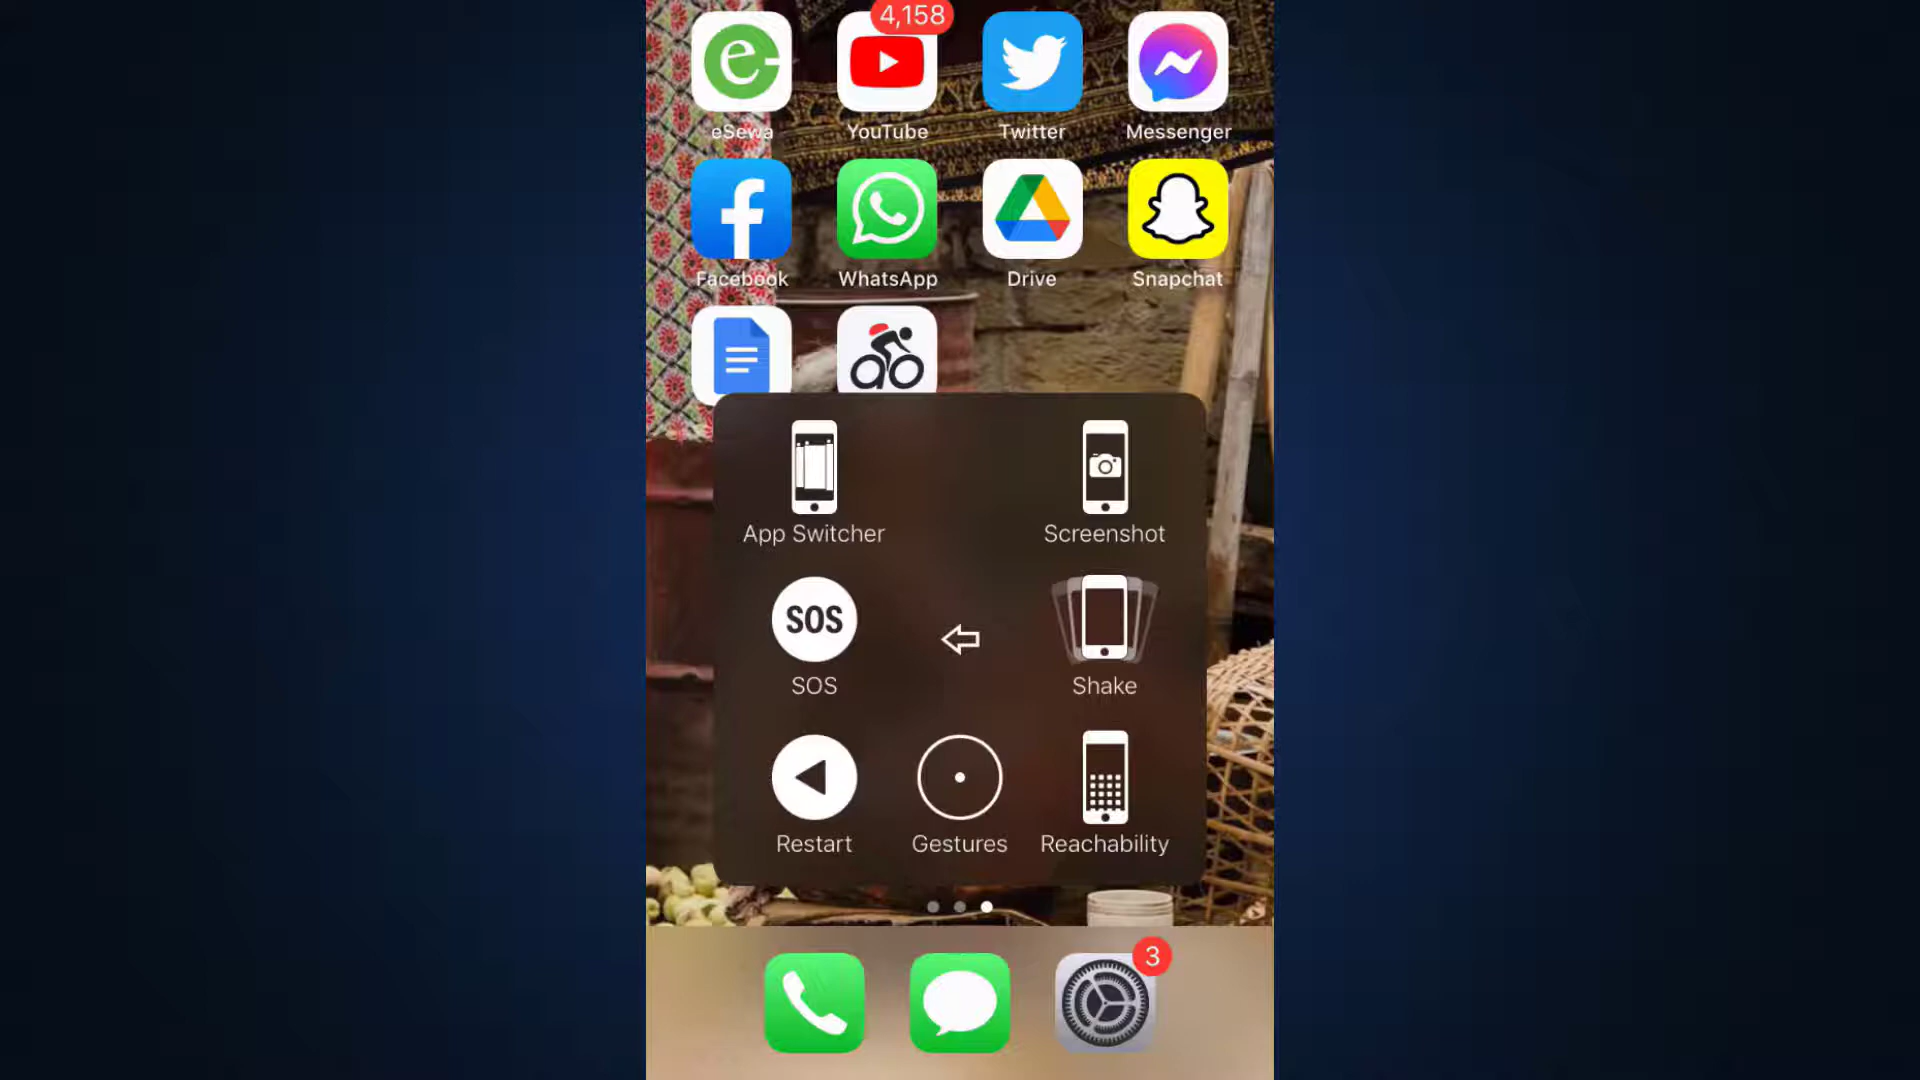 4,158
eSewa YouTube Twitter Messenger
Facebook WhatsApp Drive Snapchat
App Switcher Screenshot
SOS
SOS Shake
Restart Gestures Reachability
3